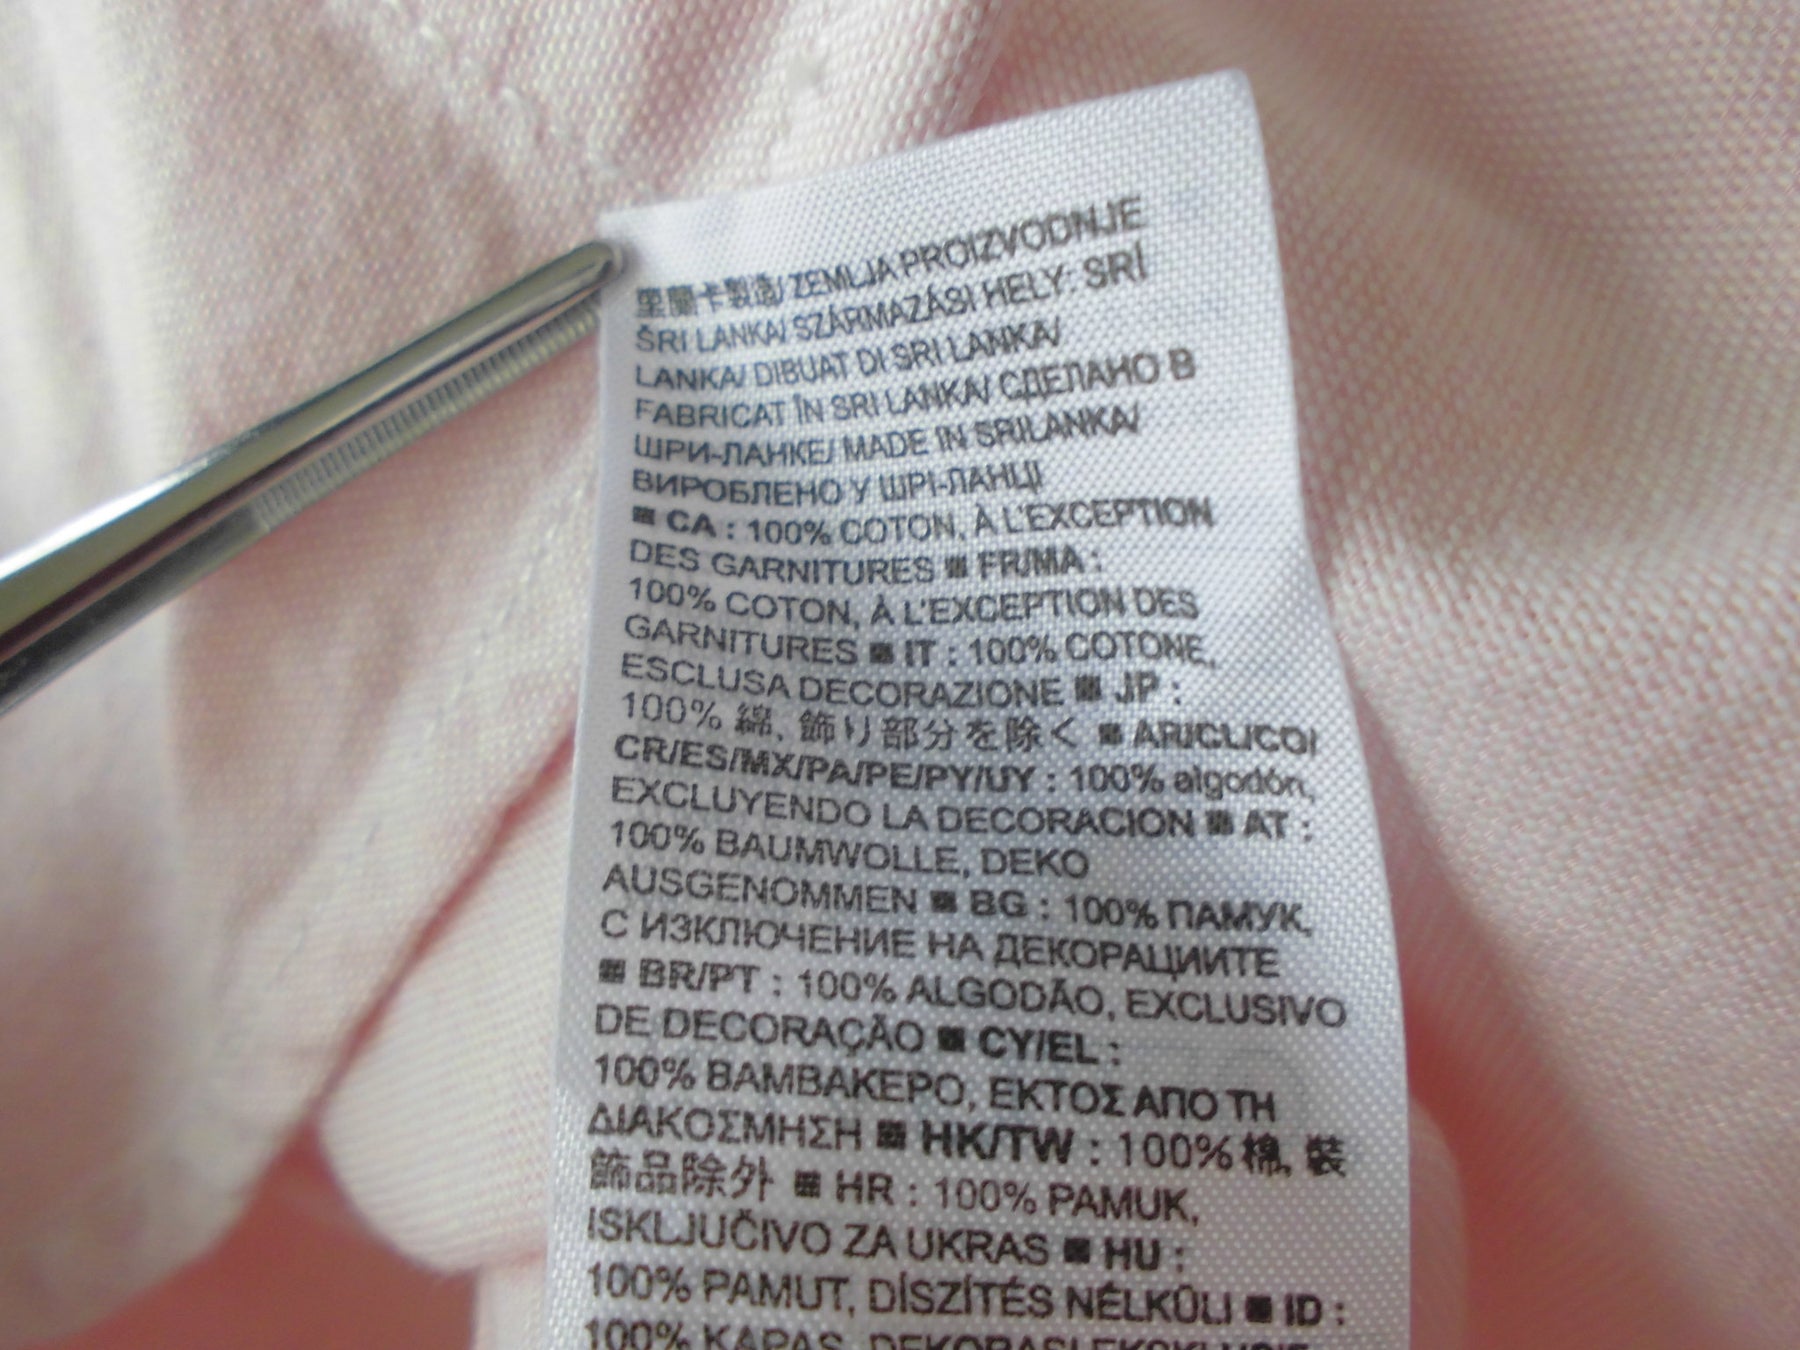 里蘭卡製造/ ZEMLJA PROIZVODNJE
ŠRI LANKA/ SZÁRMAZÁSI HELY: SRÍ
LANKA/ DIBUAT DI SRI LANKA/
FABRICAT ÎN SRI LANKA/ СДЕЛАНО В
ШРИ-ЛАНКЕ/ MADE IN SRILANKA/
ВИРОБЛЕНО У ШРІ-ЛАНЦІ
■ CA : 100% COTON, À L'EXCEPTION
DES GARNITURES ■ FR/MA :
100% COTON, À L'EXCEPTION DES
GARNITURES ■ IT : 100% COTONE,
ESCLUSA DECORAZIONE ■ JP :
100% 綿, 飾り部分を除く ■ AR/CL/CO/
CR/ES/MX/PA/PE/PY/UY : 100% algodón,
EXCLUYENDO LA DECORACION ■ AT :
100% BAUMWOLLE, DEKO
AUSGENOMMEN ■ BG : 100% ПАМУК,
С ИЗКЛЮЧЕНИЕ НА ДЕКОРАЦИИТЕ
■ BR/PT : 100% ALGODÃO, EXCLUSIVO
DE DECORAÇÃO ■ CY/EL :
100% ΒΑΜΒΑΚΕΡΟ, ΕΚΤΟΣ ΑΠΟ ΤΗ
ΔΙΑΚΟΣΜΗΣΗ ■ HK/TW : 100% 棉, 裝
飾品除外 ■ HR : 100% PAMUK,
ISKLJUČIVO ZA UKRAS ■ HU :
100% PAMUT, DÍSZÍTÉS NÉLKÜLI ■ ID :
100% KAPAS, DEKORASI